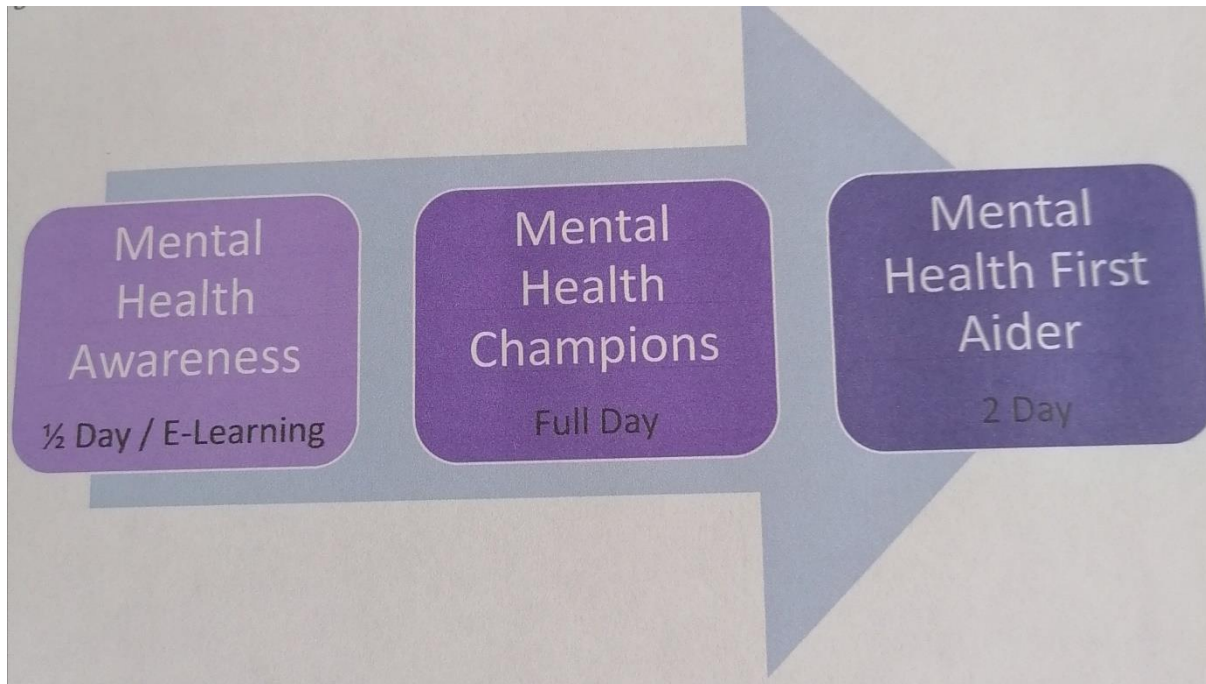 Mental
Health
Awareness
½ Day / E-Learning
Mental
Health
Champions
Full Day
Mental
Health First
Aider
2 Day